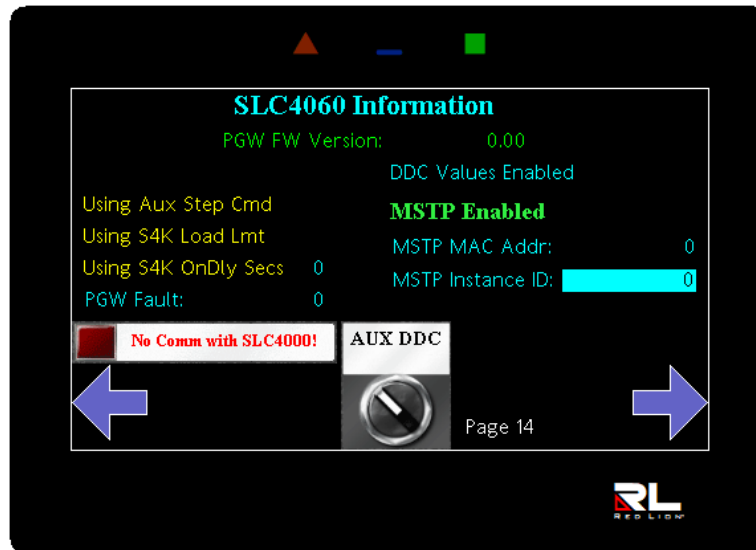 SLC4060 Information
PGW FW Version: 0.00
DDC Values Enabled
Using Aux Step Cmd
MSTP Enabled
Using S4K Load Lmt
MSTP MAC Addr: 0
Using S4K OnDly Secs 0
MSTP Instance ID: 0
PGW Fault: 0
No Comm with SLC4000!
AUX DDC
Page 14
RL
RED LION